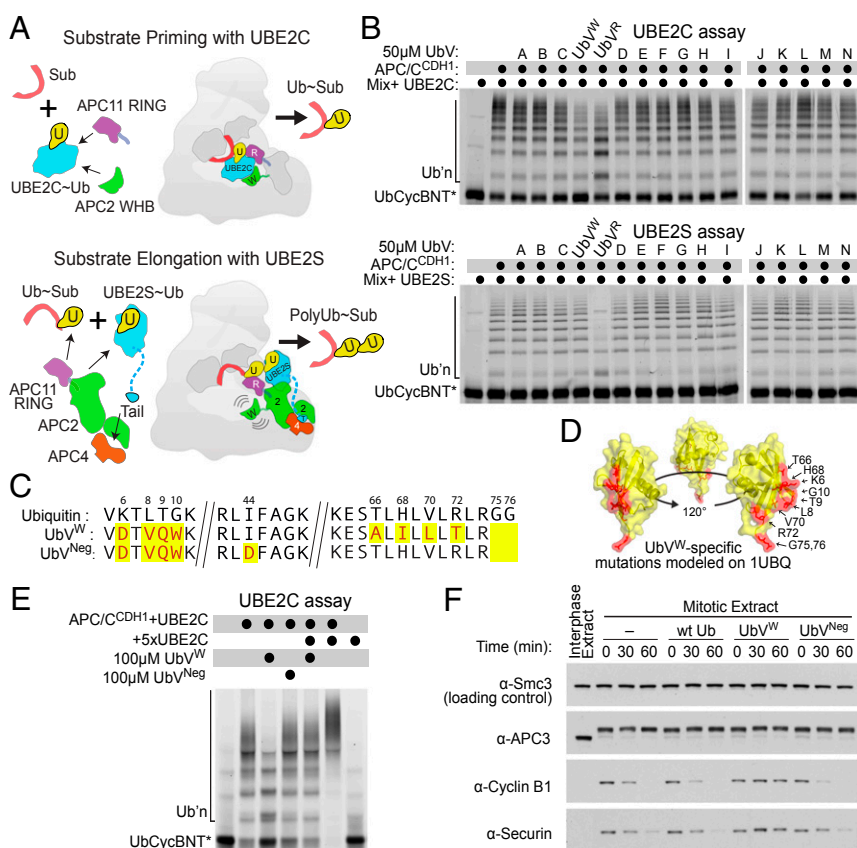 A
Substrate Priming with UBE2C
Sub
+
U
APC11 RING
UBE2C~Ub
APC2 WHB
U
R
UBE2C
W
Ub~Sub
Substrate Elongation with UBE2S
Ub~Sub
UBE2S~Ub
U
+
U
APC11
RING
APC2
Tail
APC4
U
U
UBE2S
R
W
2
2
4
PolyUb~Sub
U
U
B
UBE2C assay
50µM UbV: A B C UbVW UbVR D E F G H I J K L M N
APC/CCDH1:
Mix+ UBE2C
Ub'n
UbCycBNT*
UBE2S assay
50µM UbV: A B C UbVW UbVR D E F G H I J K L M N
APC/CCDH1:
Mix+ UBE2S
Ub'n
UbCycBNT*
C
6 8 9 10 44 66 68 70 72 75 76
Ubiquitin : VKTLTGK // RLIFAGK // KESTLHLVLRLRGG
UbVW: VDTVQWK RLIFAGK KESALILLLTLR
UbVNeg: VDTVQWK RLDFAGK KESTLHLVLRLR
D
T66
H68
K6
G10
T9
L8
V70
R72
G75,76
120°
UbVW-specific
mutations modeled on 1UBQ
E
UBE2C assay
APC/CCDH1+UBE2C
+5xUBE2C
100µM UbVW
100µM UbVNeg
Ub'n
UbCycBNT*
F
Interphase
Extract
Mitotic Extract
– wt Ub UbVW UbVNeg
Time (min): 0 30 60 0 30 60 0 30 60 0 30 60
α-Smc3
(loading control)
α-APC3
α-Cyclin B1
α-Securin